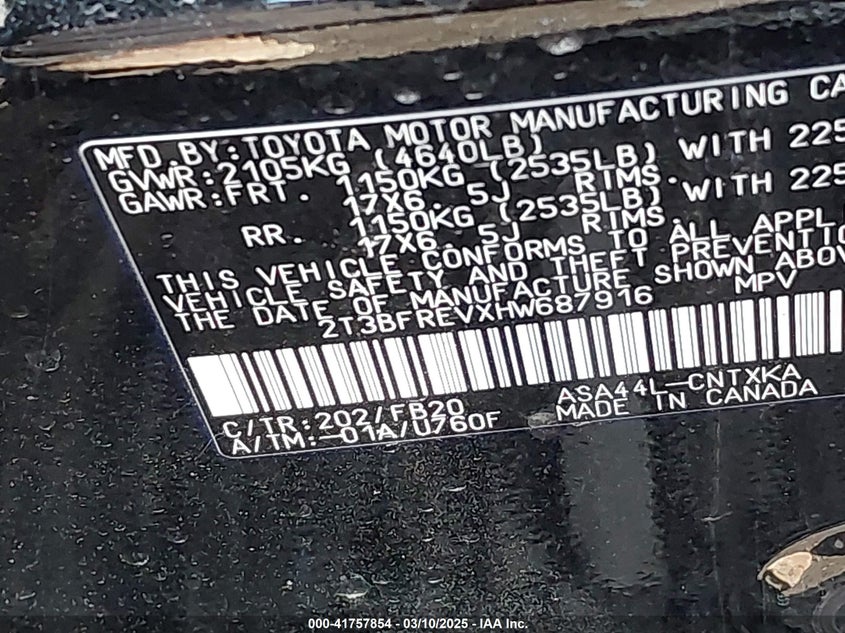 MFD.BY:TOYOTA MOTOR MANUFACTURING CA
GVWR:2105KG (4640LB)
GAWR:FRT. 1150KG (2535LB) WITH 225
17X6.5J RIMS.
RR. 1150KG (2535LB) WITH 225
17X6.5J RIMS.
THIS VEHICLE CONFORMS TO ALL APPL
VEHICLE SAFETY AND THEFT PREVENTIO
THE DATE OF MANUFACTURE SHOWN ABOV
2T3BFREVXHW687916 MPV
C/TR:202/FB20 ASA44L-CNTXKA
A/TM:-01A/U760F MADE IN CANADA
000-41757854 — 03/10/2025 - IAA Inc.